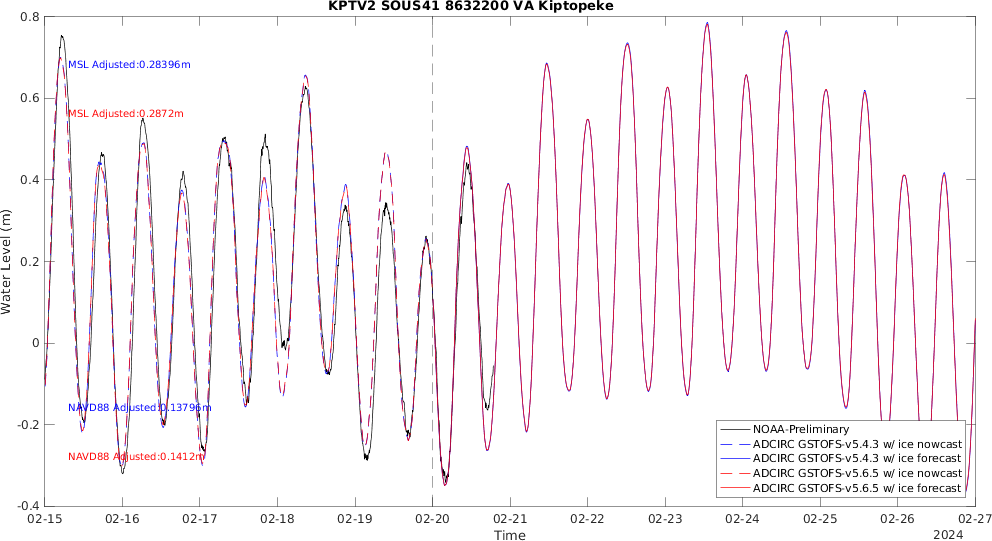 KPTV2 SOUS41 8632200 VA Kiptopeke
Water Level (m)
0.8
0.6
0.4
0.2
0
-0.2
-0.4
MSL Adjusted:0.28396m
MSL Adjusted:0.2872m
NAVD88 Adjusted:0.13796m
NAVD88 Adjusted:0.1412m
NOAA-Preliminary
ADCIRC GSTOFS-v5.4.3 w/ ice nowcast
ADCIRC GSTOFS-v5.4.3 w/ ice forecast
ADCIRC GSTOFS-v5.6.5 w/ ice nowcast
ADCIRC GSTOFS-v5.6.5 w/ ice forecast
02-15 02-16 02-17 02-18 02-19 02-20 02-21 02-22 02-23 02-24 02-25 02-26 02-27
Time
2024